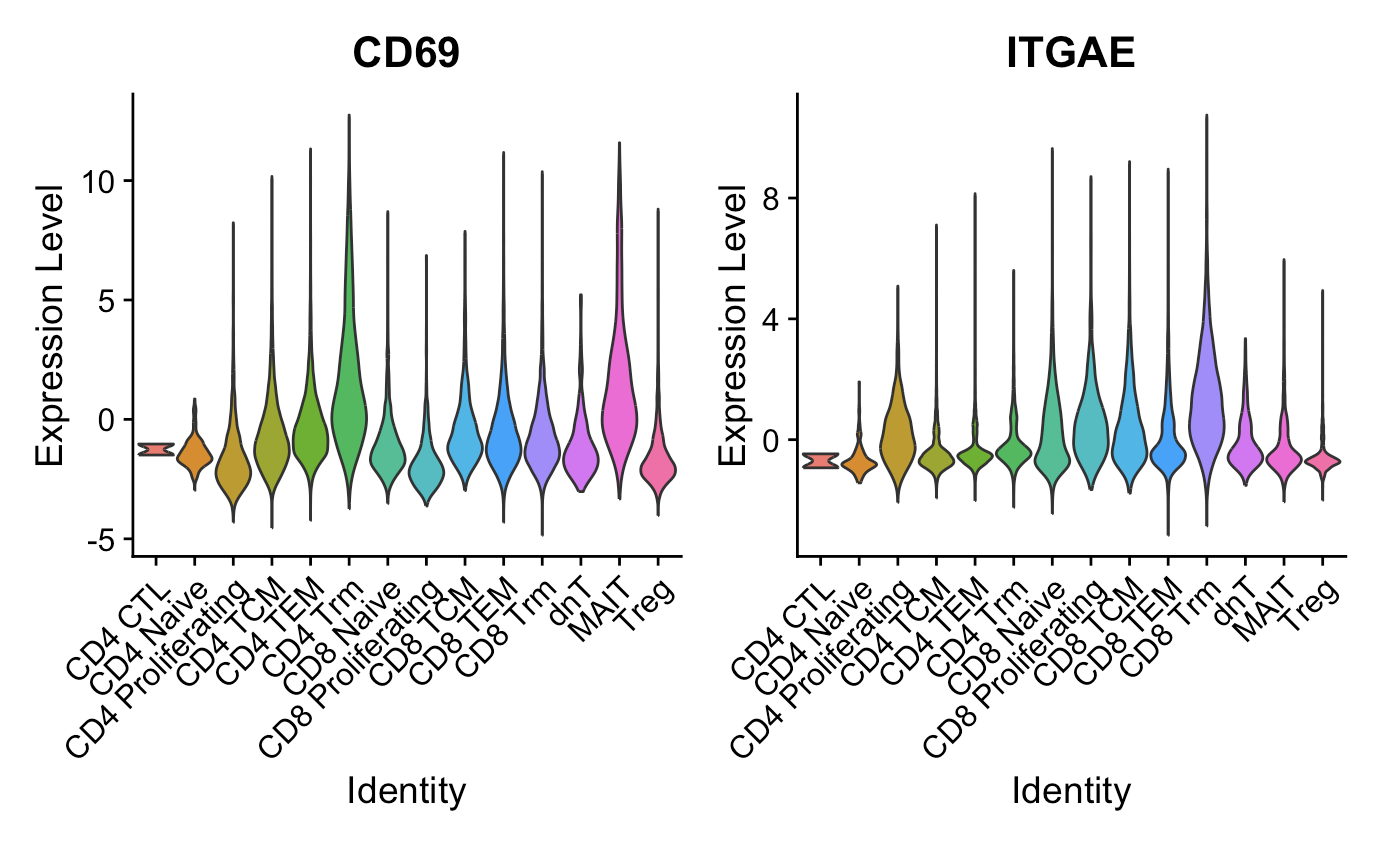 CD69
Expression Level
10
5
0
-5
CD4 CTL
CD4 Naive
CD4 Proliferating
CD4 TCM
CD4 TEM
CD4 Trm
CD8 Naive
CD8 Proliferating
CD8 TCM
CD8 TEM
CD8 Trm
dnT
MAIT
Treg
Identity
ITGAE
Expression Level
8
4
0
CD4 CTL
CD4 Naive
CD4 Proliferating
CD4 TCM
CD4 TEM
CD4 Trm
CD8 Naive
CD8 Proliferating
CD8 TCM
CD8 TEM
CD8 Trm
dnT
MAIT
Treg
Identity